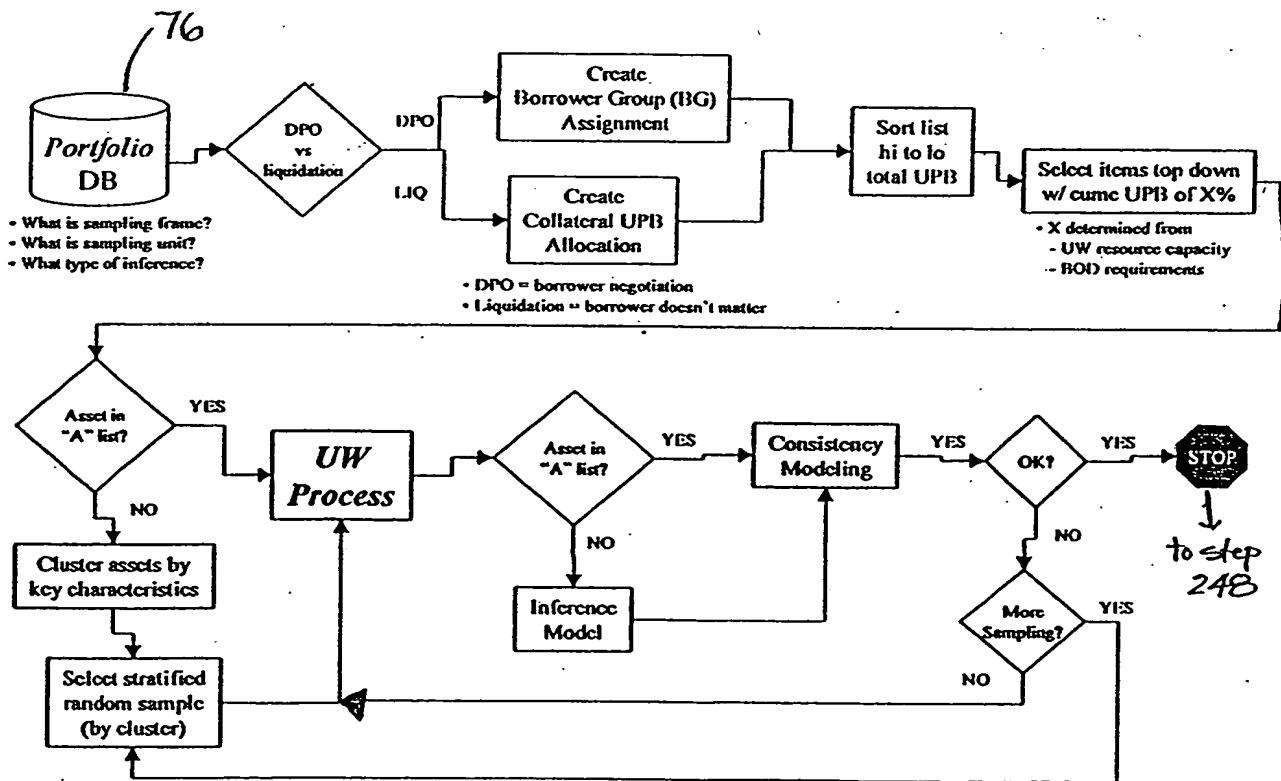 76
Portfolio
DB
• What is sampling frame?
• What is sampling unit?
• What type of inference?
DPO
vs
liquidation
DPO
LIQ
Create
Borrower Group (BG)
Assignment
Create
Collateral UPB
Allocation
• DPO = borrower negotiation
• Liquidation = borrower doesn't matter
Sort list
hi to lo
total UPB
Select items top down
w/ cume UPB of X%
• X determined from
- UW resource capacity
- BOD requirements
Asset in
"A" list?
YES
NO
Cluster assets by
key characteristics
Select stratified
random sample
(by cluster)
UW
Process
Asset in
"A" list?
YES
NO
Inference
Model
Consistency
Modeling
YES
OK?
YES
NO
STOP
to step
248
More
Sampling?
YES
NO